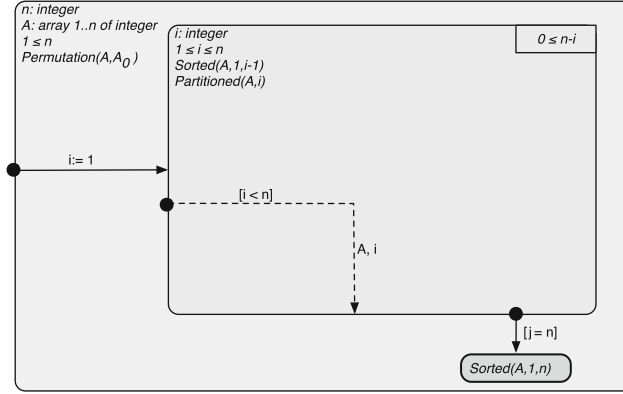 n: integer
A: array 1..n of integer
1 ≤ n
Permutation(A,A0 )
i: integer
1 ≤ i ≤ n
Sorted(A,1,i-1)
Partitioned(A,i)
0 ≤ n-i
i:= 1
[i < n]
A, i
[j = n]
Sorted(A,1,n)